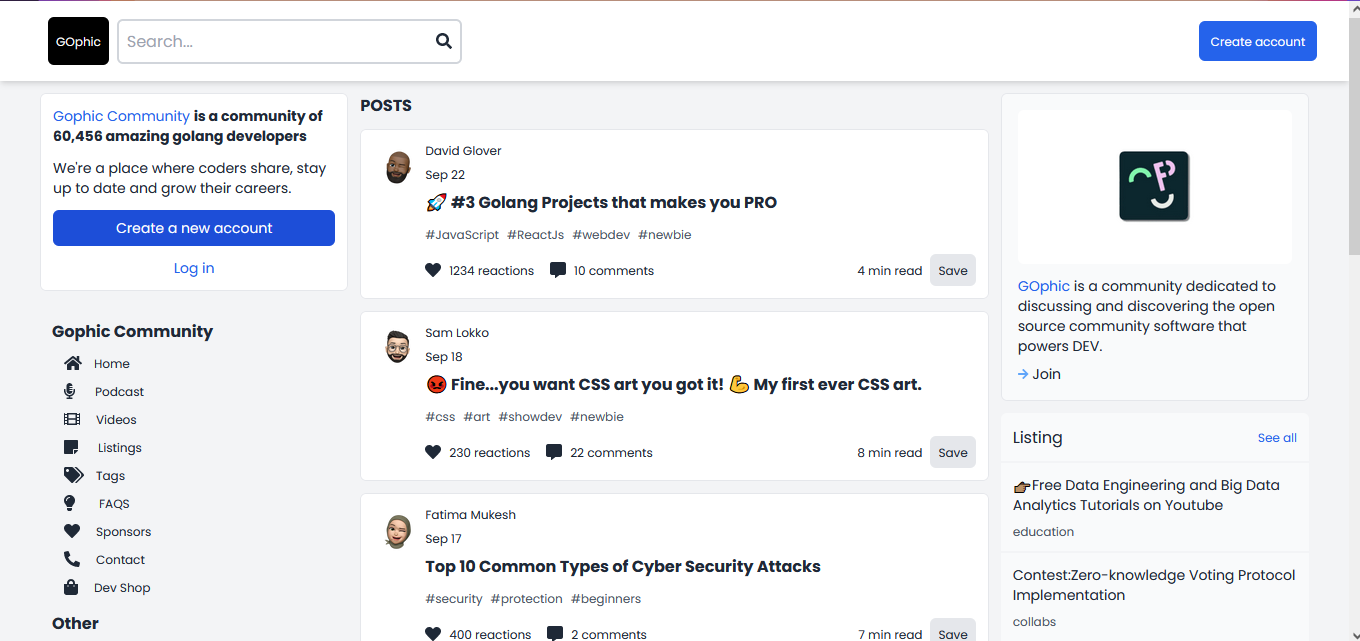 GOphic
Search...
Create account
Gophic Community is a community of
60,456 amazing golang developers
We're a place where coders share, stay
up to date and grow their careers.
Create a new account
Log in
Gophic Community
Home
Podcast
Videos
Listings
Tags
FAQS
Sponsors
Contact
Dev Shop
Other
POSTS
David Glover
Sep 22
🚀 #3 Golang Projects that makes you PRO
#JavaScript #ReactJs #webdev #newbie
1234 reactions 10 comments 4 min read Save
Sam Lokko
Sep 18
😡 Fine...you want CSS art you got it! 💪 My first ever CSS art.
#css #art #showdev #newbie
230 reactions 22 comments 8 min read Save
Fatima Mukesh
Sep 17
Top 10 Common Types of Cyber Security Attacks
#security #protection #beginners
400 reactions 2 comments 7 min read Save
GOphic is a community dedicated to
discussing and discovering the open
source community software that
powers DEV.
→ Join
Listing See all
👉🏾Free Data Engineering and Big Data
Analytics Tutorials on Youtube
education
Contest:Zero-knowledge Voting Protocol
Implementation
collabs